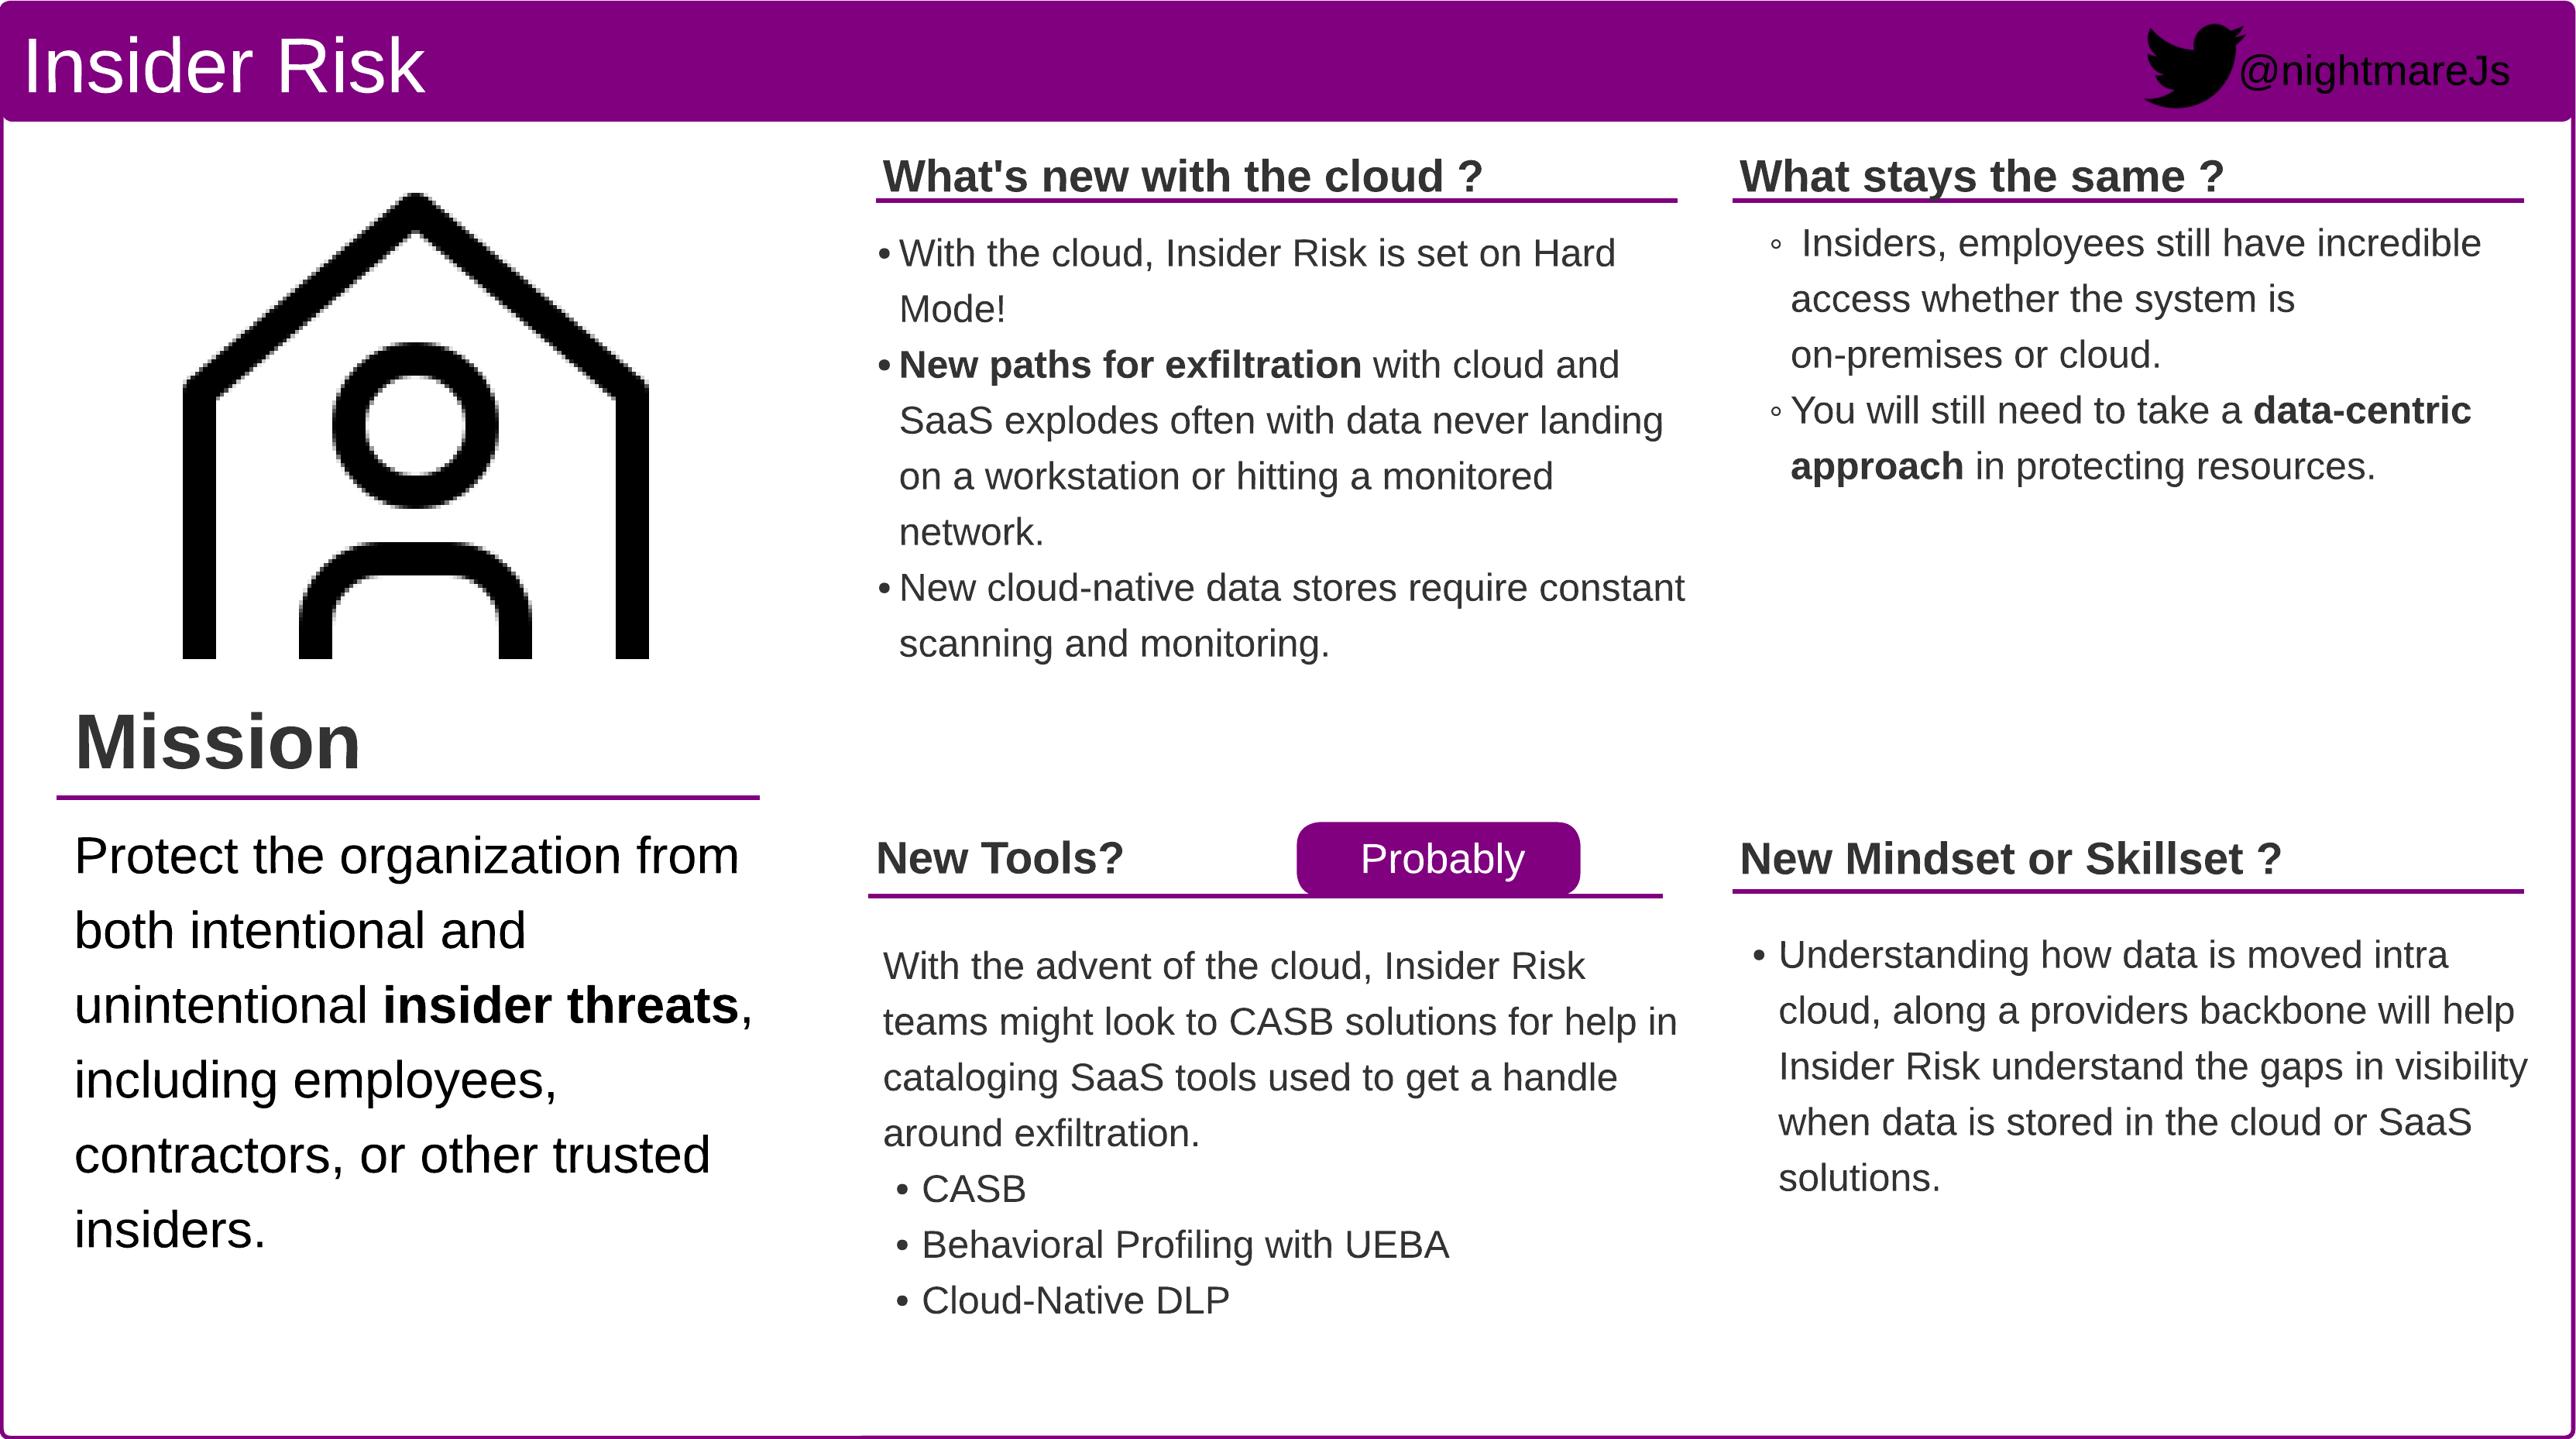 Insider Risk
@nightmareJs
Mission
Protect the organization from
both intentional and
unintentional insider threats,
including employees,
contractors, or other trusted
insiders.
What's new with the cloud ?
• With the cloud, Insider Risk is set on Hard
Mode!
• New paths for exfiltration with cloud and
SaaS explodes often with data never landing
on a workstation or hitting a monitored
network.
• New cloud-native data stores require constant
scanning and monitoring.
What stays the same ?
◦ Insiders, employees still have incredible
access whether the system is
on-premises or cloud.
◦ You will still need to take a data-centric
approach in protecting resources.
New Tools?
Probably
With the advent of the cloud, Insider Risk
teams might look to CASB solutions for help in
cataloging SaaS tools used to get a handle
around exfiltration.
• CASB
• Behavioral Profiling with UEBA
• Cloud-Native DLP
New Mindset or Skillset ?
• Understanding how data is moved intra
cloud, along a providers backbone will help
Insider Risk understand the gaps in visibility
when data is stored in the cloud or SaaS
solutions.